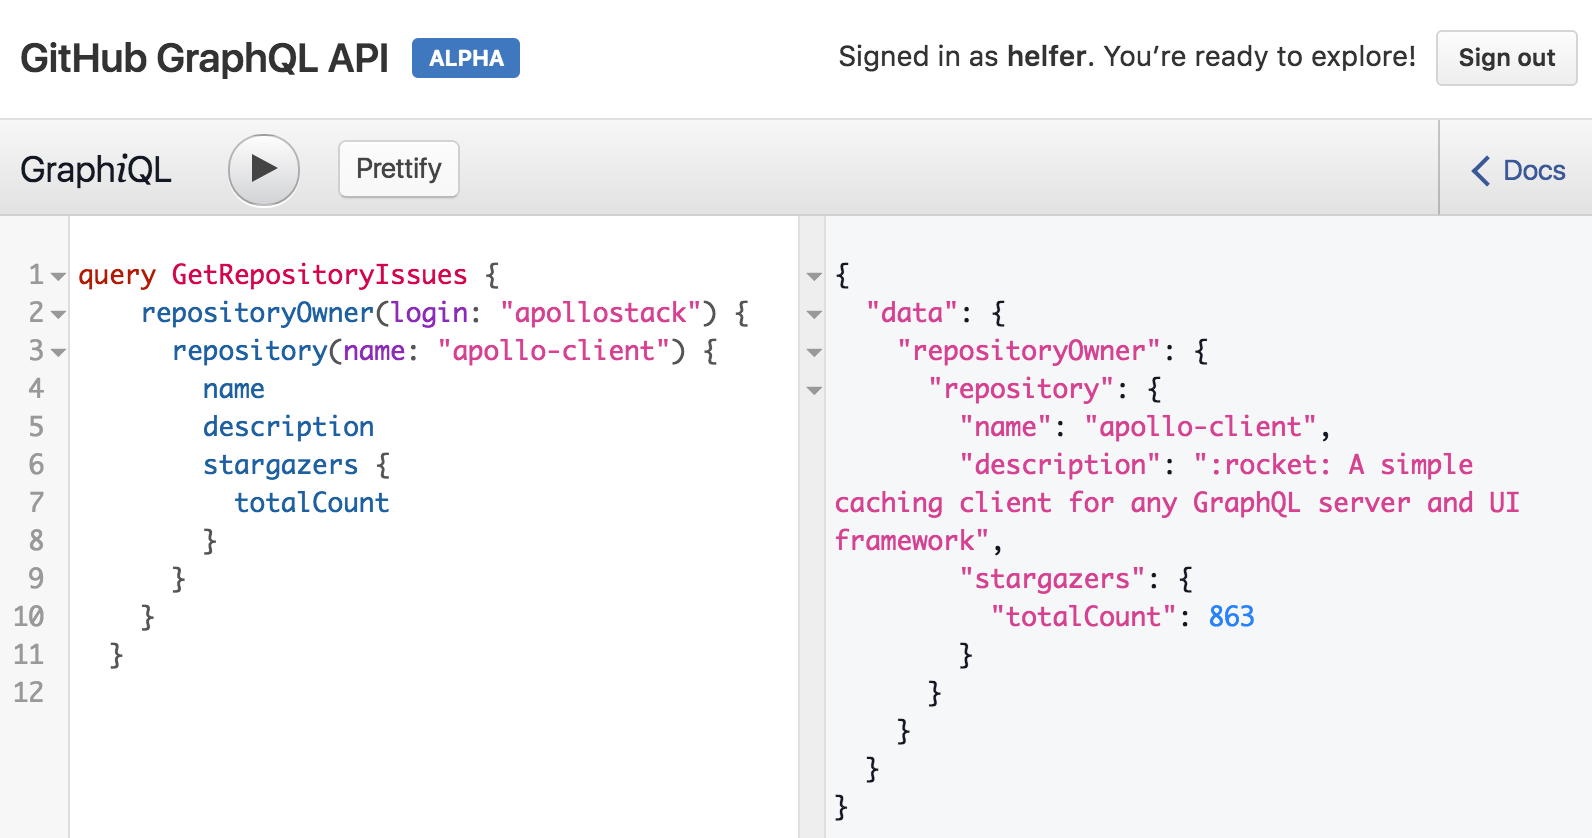 GitHub GraphQL API ALPHA Signed in as helfer. You’re ready to explore! Sign out
GraphiQL Prettify Docs
1 query GetRepositoryIssues {
2 repositoryOwner(login: "apollostack") {
3 repository(name: "apollo-client") {
4 name
5 description
6 stargazers {
7 totalCount
8 }
9 }
10 }
11 }
12
{
"data": {
"repositoryOwner": {
"repository": {
"name": "apollo-client",
"description": ":rocket: A simple
caching client for any GraphQL server and UI
framework",
"stargazers": {
"totalCount": 863
}
}
}
}
}